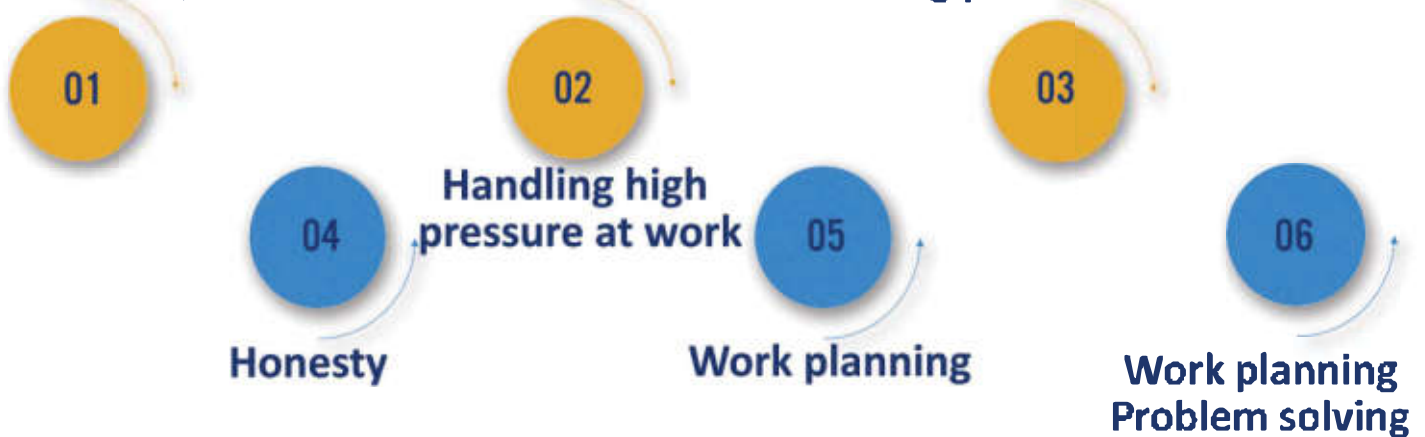 01
02
03
Handling high
pressure at work
04
05
06
Honesty
Work planning
Work planning
Problem solving